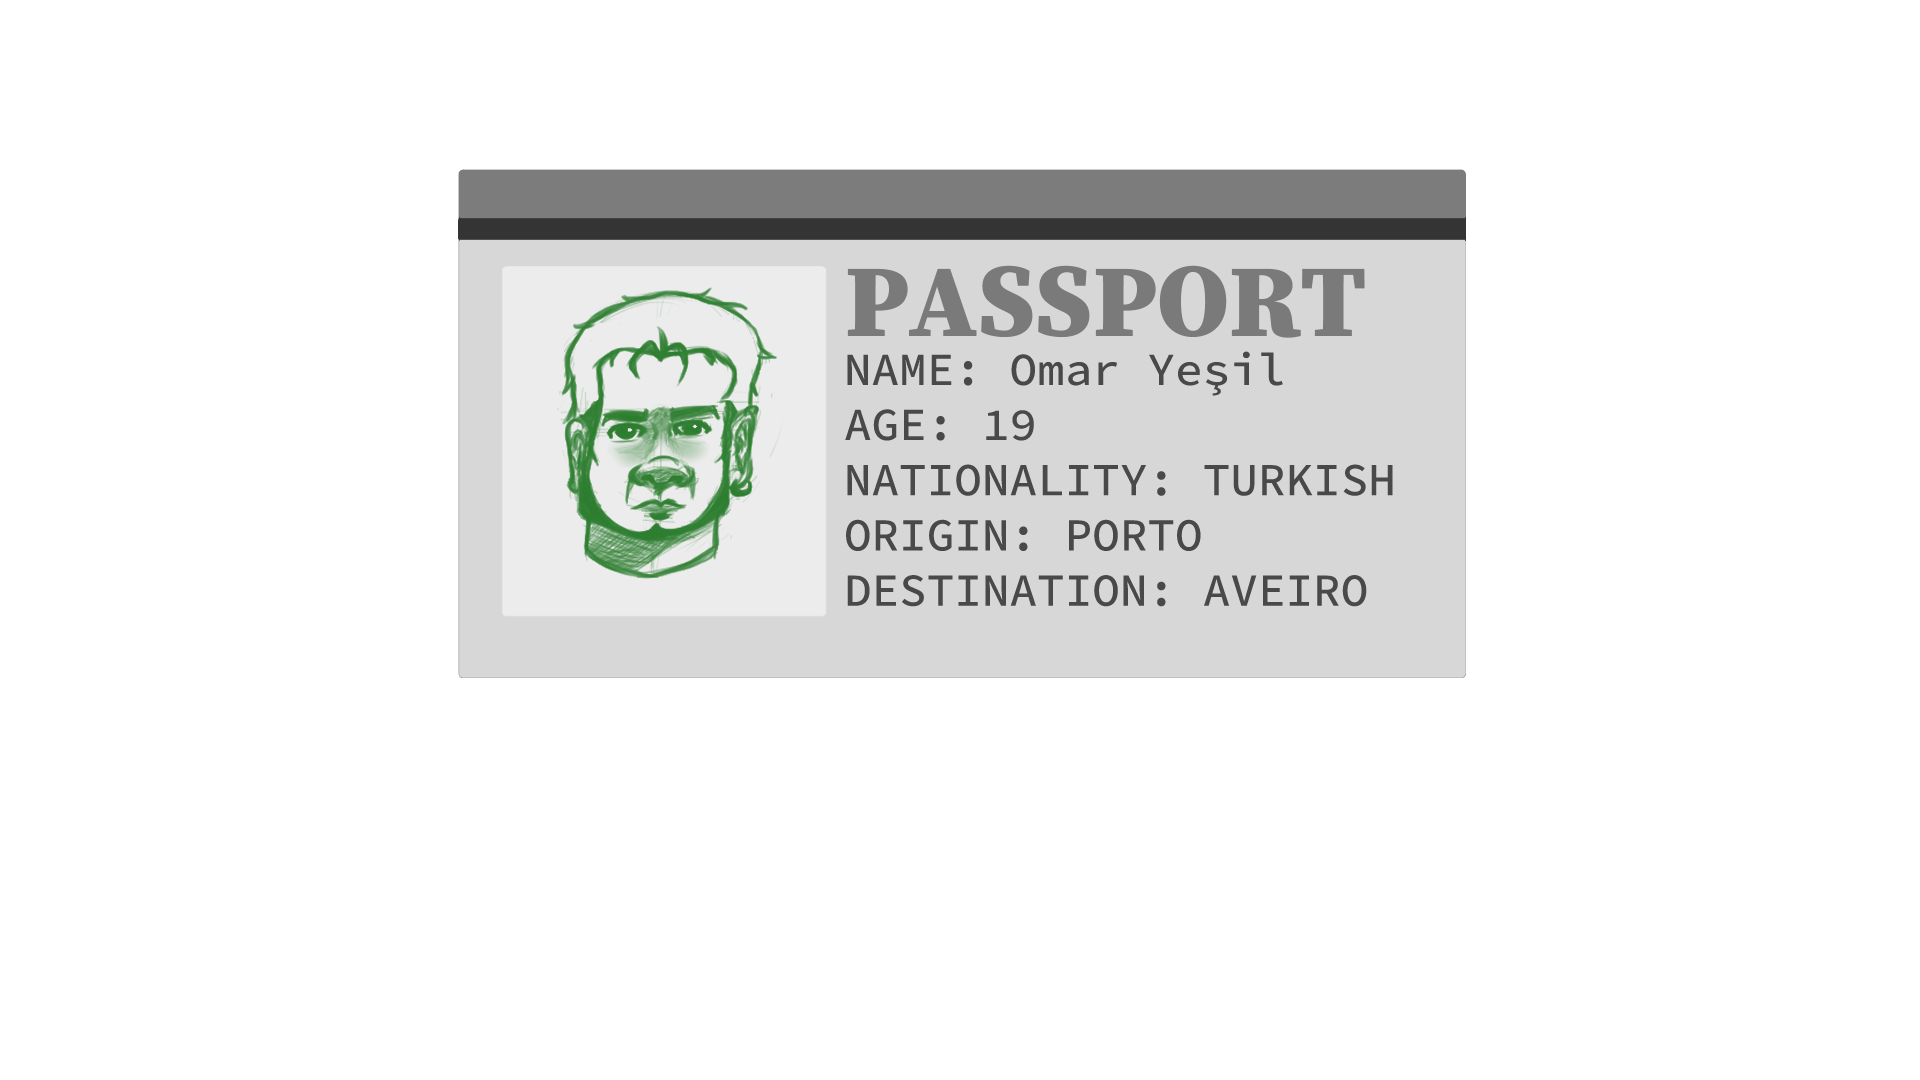 PASSPORT
NAME: Omar Yeşil
AGE: 19
NATIONALITY: TURKISH
ORIGIN: PORTO
DESTINATION: AVEIRO